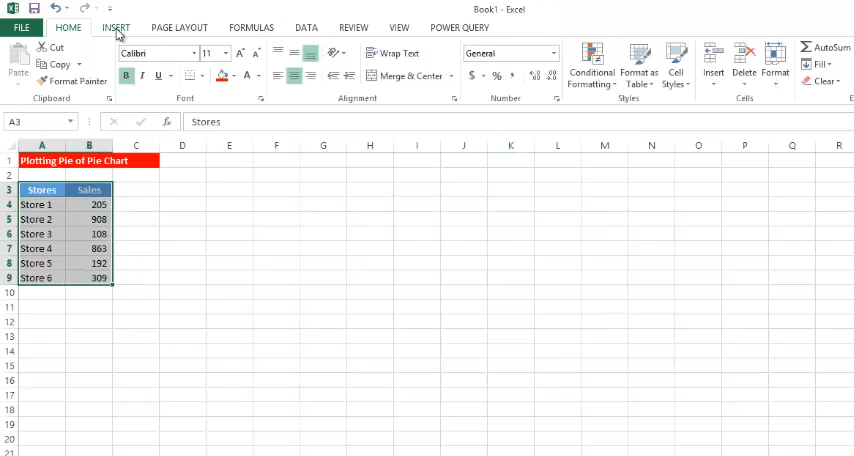 Book1 - Excel
FILE HOME INSERT PAGE LAYOUT FORMULAS DATA REVIEW VIEW POWER QUERY
Paste
Cut
Copy
Format Painter
Calibri 11 A A
B I U A
Wrap Text
Merge & Center
General
$ % ,
Conditional Formatting
Format as Table
Cell Styles
Insert Delete Format
AutoSum
Fill
Clear
Clipboard Font Alignment Number Styles Cells E
A3 fx Stores
A B C D E F G H I J K L M N O P Q R
1 Plotting Pie of Pie Chart
2
3 Stores Sales
4 Store 1 205
5 Store 2 908
6 Store 3 108
7 Store 4 863
8 Store 5 192
9 Store 6 309
10
11
12
13
14
15
16
17
18
19
20
21